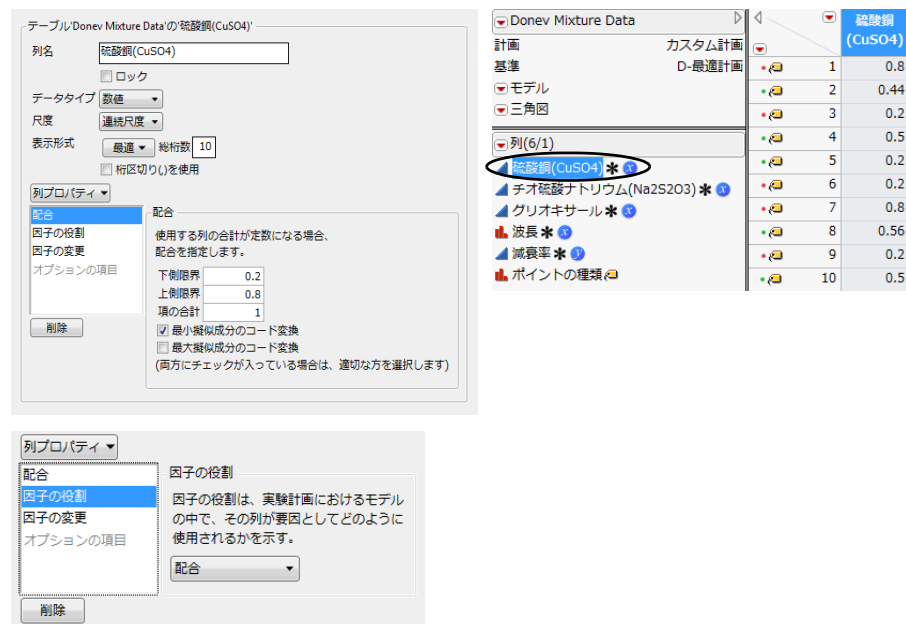 テーブル'Donev Mixture Data'の'硫酸銅(CuSO4)'
列名 硫酸銅(CuSO4)
ロック
データタイプ 数値
尺度 連続尺度
表示形式 最適 総桁数 10
桁区切り(,)を使用
列プロパティ
配合
因子の役割
因子の変更
オプションの項目
削除
配合
使用する列の合計が定数になる場合、
配合を指定します。
下側限界 0.2
上側限界 0.8
項の合計 1
最小擬似成分のコード変換
最大擬似成分のコード変換
(両方にチェックが入っている場合は、適切な方を選択します)
Donev Mixture Data
計画 カスタム計画
基準 D-最適計画
モデル
三角図
列(6/1)
硫酸銅(CuSO4) * x
チオ硫酸ナトリウム(Na2S2O3) * x
グリオキサール * x
波長 * x
減衰率 * y
ポイントの種類
硫酸銅
(CuSO4)
1 0.8
2 0.44
3 0.2
4 0.5
5 0.2
6 0.2
7 0.8
8 0.56
9 0.2
10 0.5
列プロパティ
配合
因子の役割
因子の変更
オプションの項目
削除
因子の役割
因子の役割は、実験計画におけるモデル
の中で、その列が要因としてどのように
使用されるかを示す。
配合